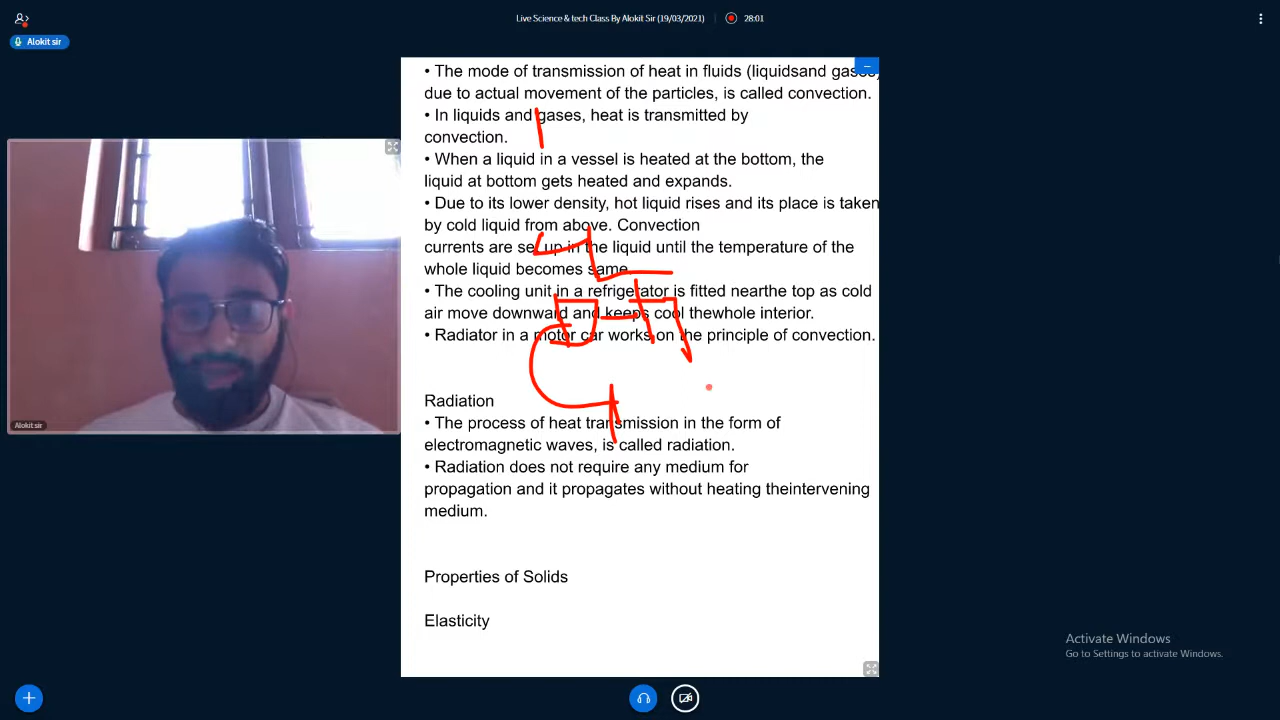 Live Science & tech Class By Alokit Sir (19/03/2021)
28:01
Alokit sir
• The mode of transmission of heat in fluids (liquidsand gases)
due to actual movement of the particles, is called convection.
• In liquids and gases, heat is transmitted by
convection.
• When a liquid in a vessel is heated at the bottom, the
liquid at bottom gets heated and expands.
• Due to its lower density, hot liquid rises and its place is taken
by cold liquid from above. Convection
currents are set up in the liquid until the temperature of the
whole liquid becomes same.
• The cooling unit in a refrigerator is fitted nearthe top as cold
air move downward and keeps cool thewhole interior.
• Radiator in a motor car works on the principle of convection.
Radiation
• The process of heat transmission in the form of
electromagnetic waves, is called radiation.
• Radiation does not require any medium for
propagation and it propagates without heating theintervening
medium.
Properties of Solids
Elasticity
Alokit sir
Activate Windows
Go to Settings to activate Windows.